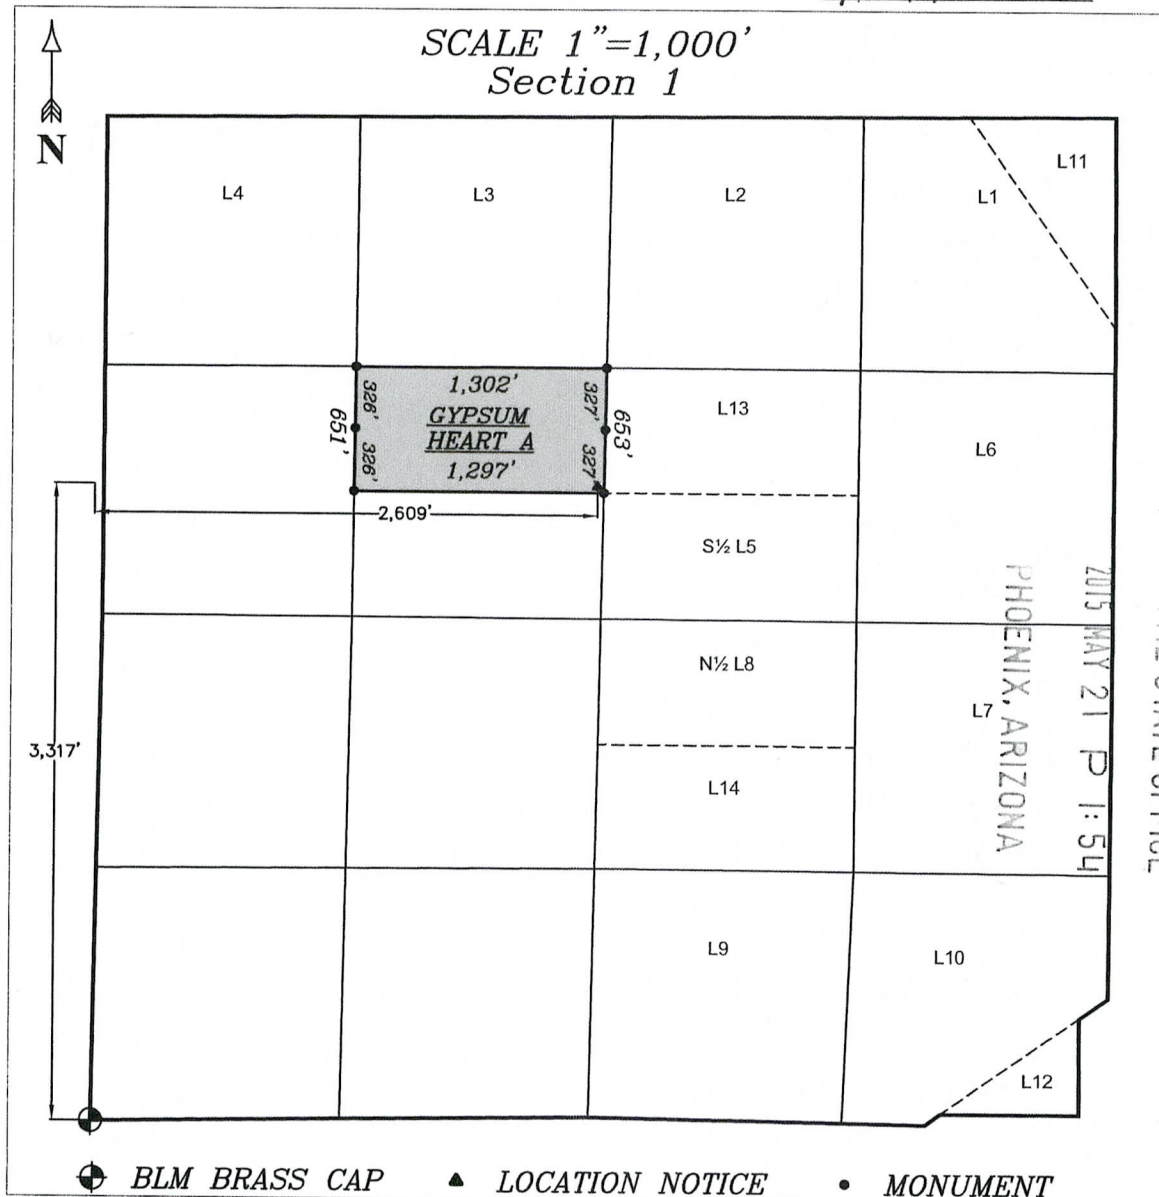 SCALE 1"=1,000'
Section 1
N
L4
L3
L2
L1
L11
1,302'
326'
327'
GYPSUM
HEART A
651'
653'
326'
327'
1,297'
L13
L6
2,609'
S½ L5
N½ L8
L7
3,317'
L14
2015 MAY 21 P 1:54
PHOENIX, ARIZONA
L9
L10
L12
BLM BRASS CAP
LOCATION NOTICE
MONUMENT